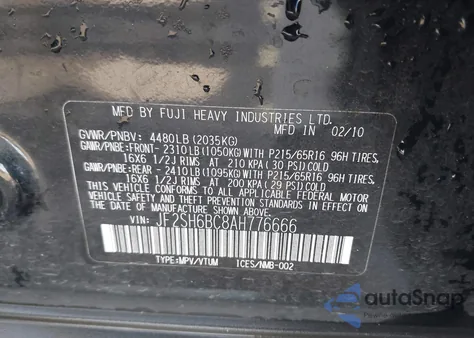 MFD BY FUJI HEAVY INDUSTRIES LTD.
MADE IN 02/10
GVWR/PNBV: 4480LB (2035KG)
GAWR/PNBE:FRONT- 2310LB (1050KG) WITH P215/65R16 96H TIRES.
16X6 1/2J RIMS AT 210 KPA (30 PSI) COLD
GAWR/PNBE:REAR- 2410LB (1095KG) WITH P215/65R16 96H TIRES.
16X6 1/2J RIMS AT 200 KPA (29 PSI) COLD
VEHICLE CONFORMS TO ALL APPLICABLE FEDERAL MOTOR
VEHICLE SAFETY AND THEFT PREVENTION STANDARDS
IN EFFECT ON THE DATE OF MANUFACTURE SHOWN ABOVE.
VIN: JF2SH6BC8AH776666
TYPE:MPV/VTUM ICES/NMB-002
autoSnap
Powered by